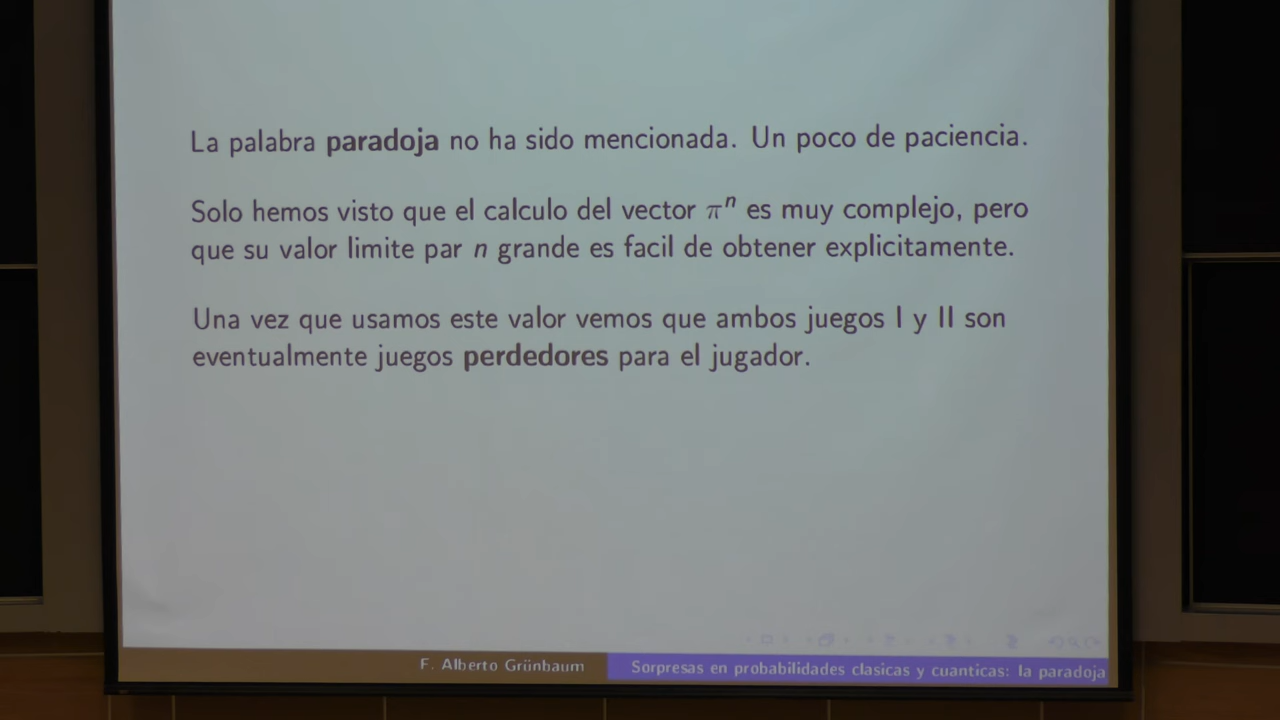 La palabra paradoja no ha sido mencionada. Un poco de paciencia.
Solo hemos visto que el calculo del vector πⁿ es muy complejo, pero
que su valor limite par n grande es facil de obtener explicitamente.
Una vez que usamos este valor vemos que ambos juegos I y II son
eventualmente juegos perdedores para el jugador.
F. Alberto Grünbaum
Sorpresas en probabilidades clasicas y cuanticas: la paradoja